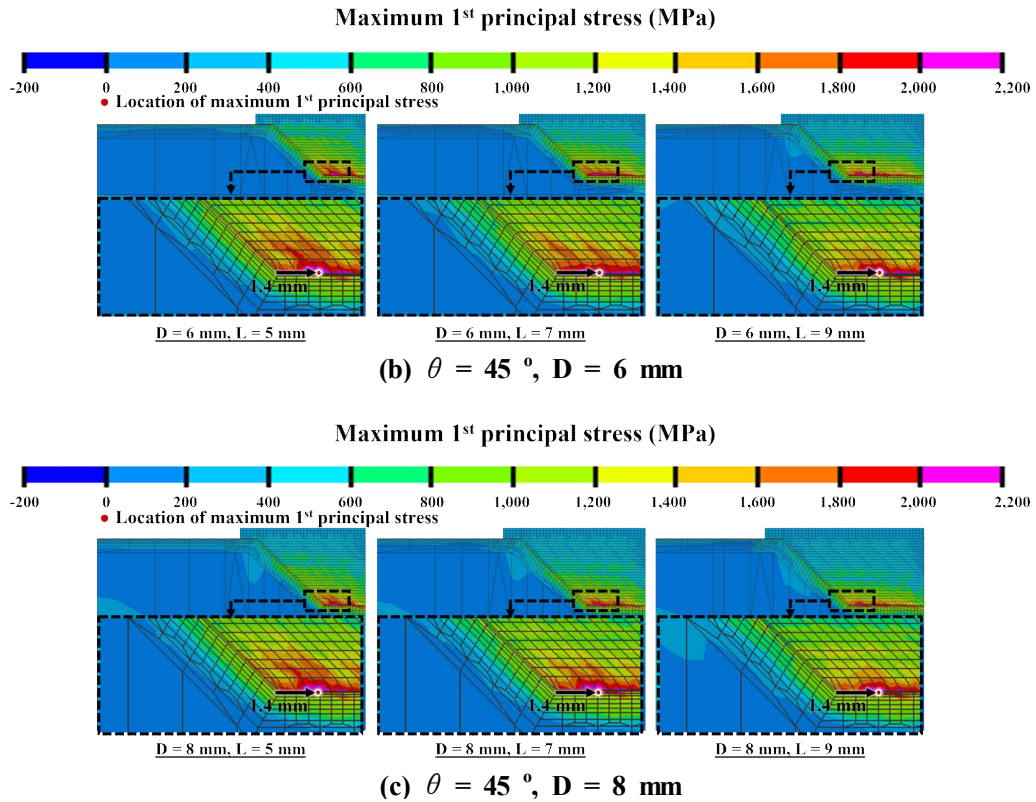 Maximum 1st principal stress (MPa)
-200 0 200 400 600 800 1,000 1,200 1,400 1,600 1,800 2,000 2,200
● Location of maximum 1st principal stress
1.4 mm 1.4 mm 1.4 mm
D = 6 mm, L = 5 mm D = 6 mm, L = 7 mm D = 6 mm, L = 9 mm
(b) θ = 45 º, D = 6 mm
Maximum 1st principal stress (MPa)
-200 0 200 400 600 800 1,000 1,200 1,400 1,600 1,800 2,000 2,200
● Location of maximum 1st principal stress
1.4 mm 1.4 mm 1.4 mm
D = 8 mm, L = 5 mm D = 8 mm, L = 7 mm D = 8 mm, L = 9 mm
(c) θ = 45 º, D = 8 mm